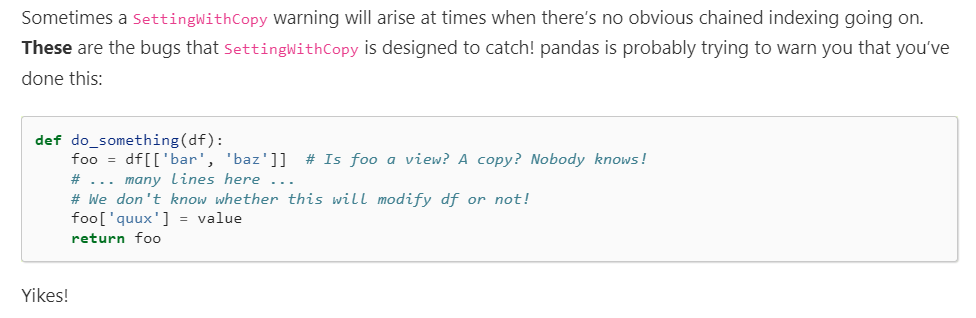 Sometimes a SettingWithCopy warning will arise at times when there's no obvious chained indexing going on.
These are the bugs that SettingWithCopy is designed to catch! pandas is probably trying to warn you that you've
done this:
def do_something(df):
    foo = df[['bar', 'baz']]  # Is foo a view? A copy? Nobody knows!
    # ... many lines here ...
    # We don't know whether this will modify df or not!
    foo['quux'] = value
    return foo
Yikes!